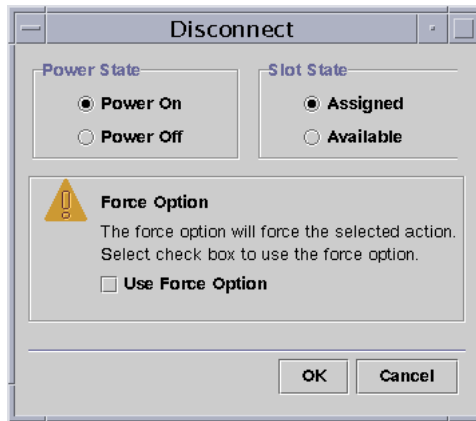 Disconnect
Power State
Power On
Power Off
Slot State
Assigned
Available
Force Option
The force option will force the selected action.
Select check box to use the force option.
Use Force Option
OK
Cancel